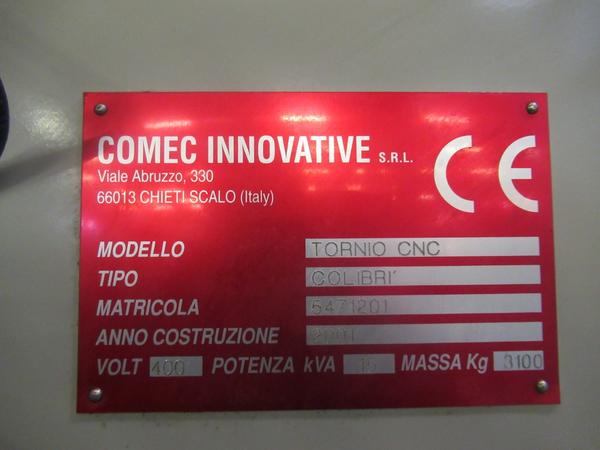 COMEC INNOVATIVE S.R.L.
Viale Abruzzo, 330
66013 CHIETI SCALO (Italy)
CE
MODELLO TORNIO CNC
TIPO COLIBRI'
MATRICOLA 5471201
ANNO COSTRUZIONE 2001
VOLT 400 POTENZA kVA MASSA Kg 3100